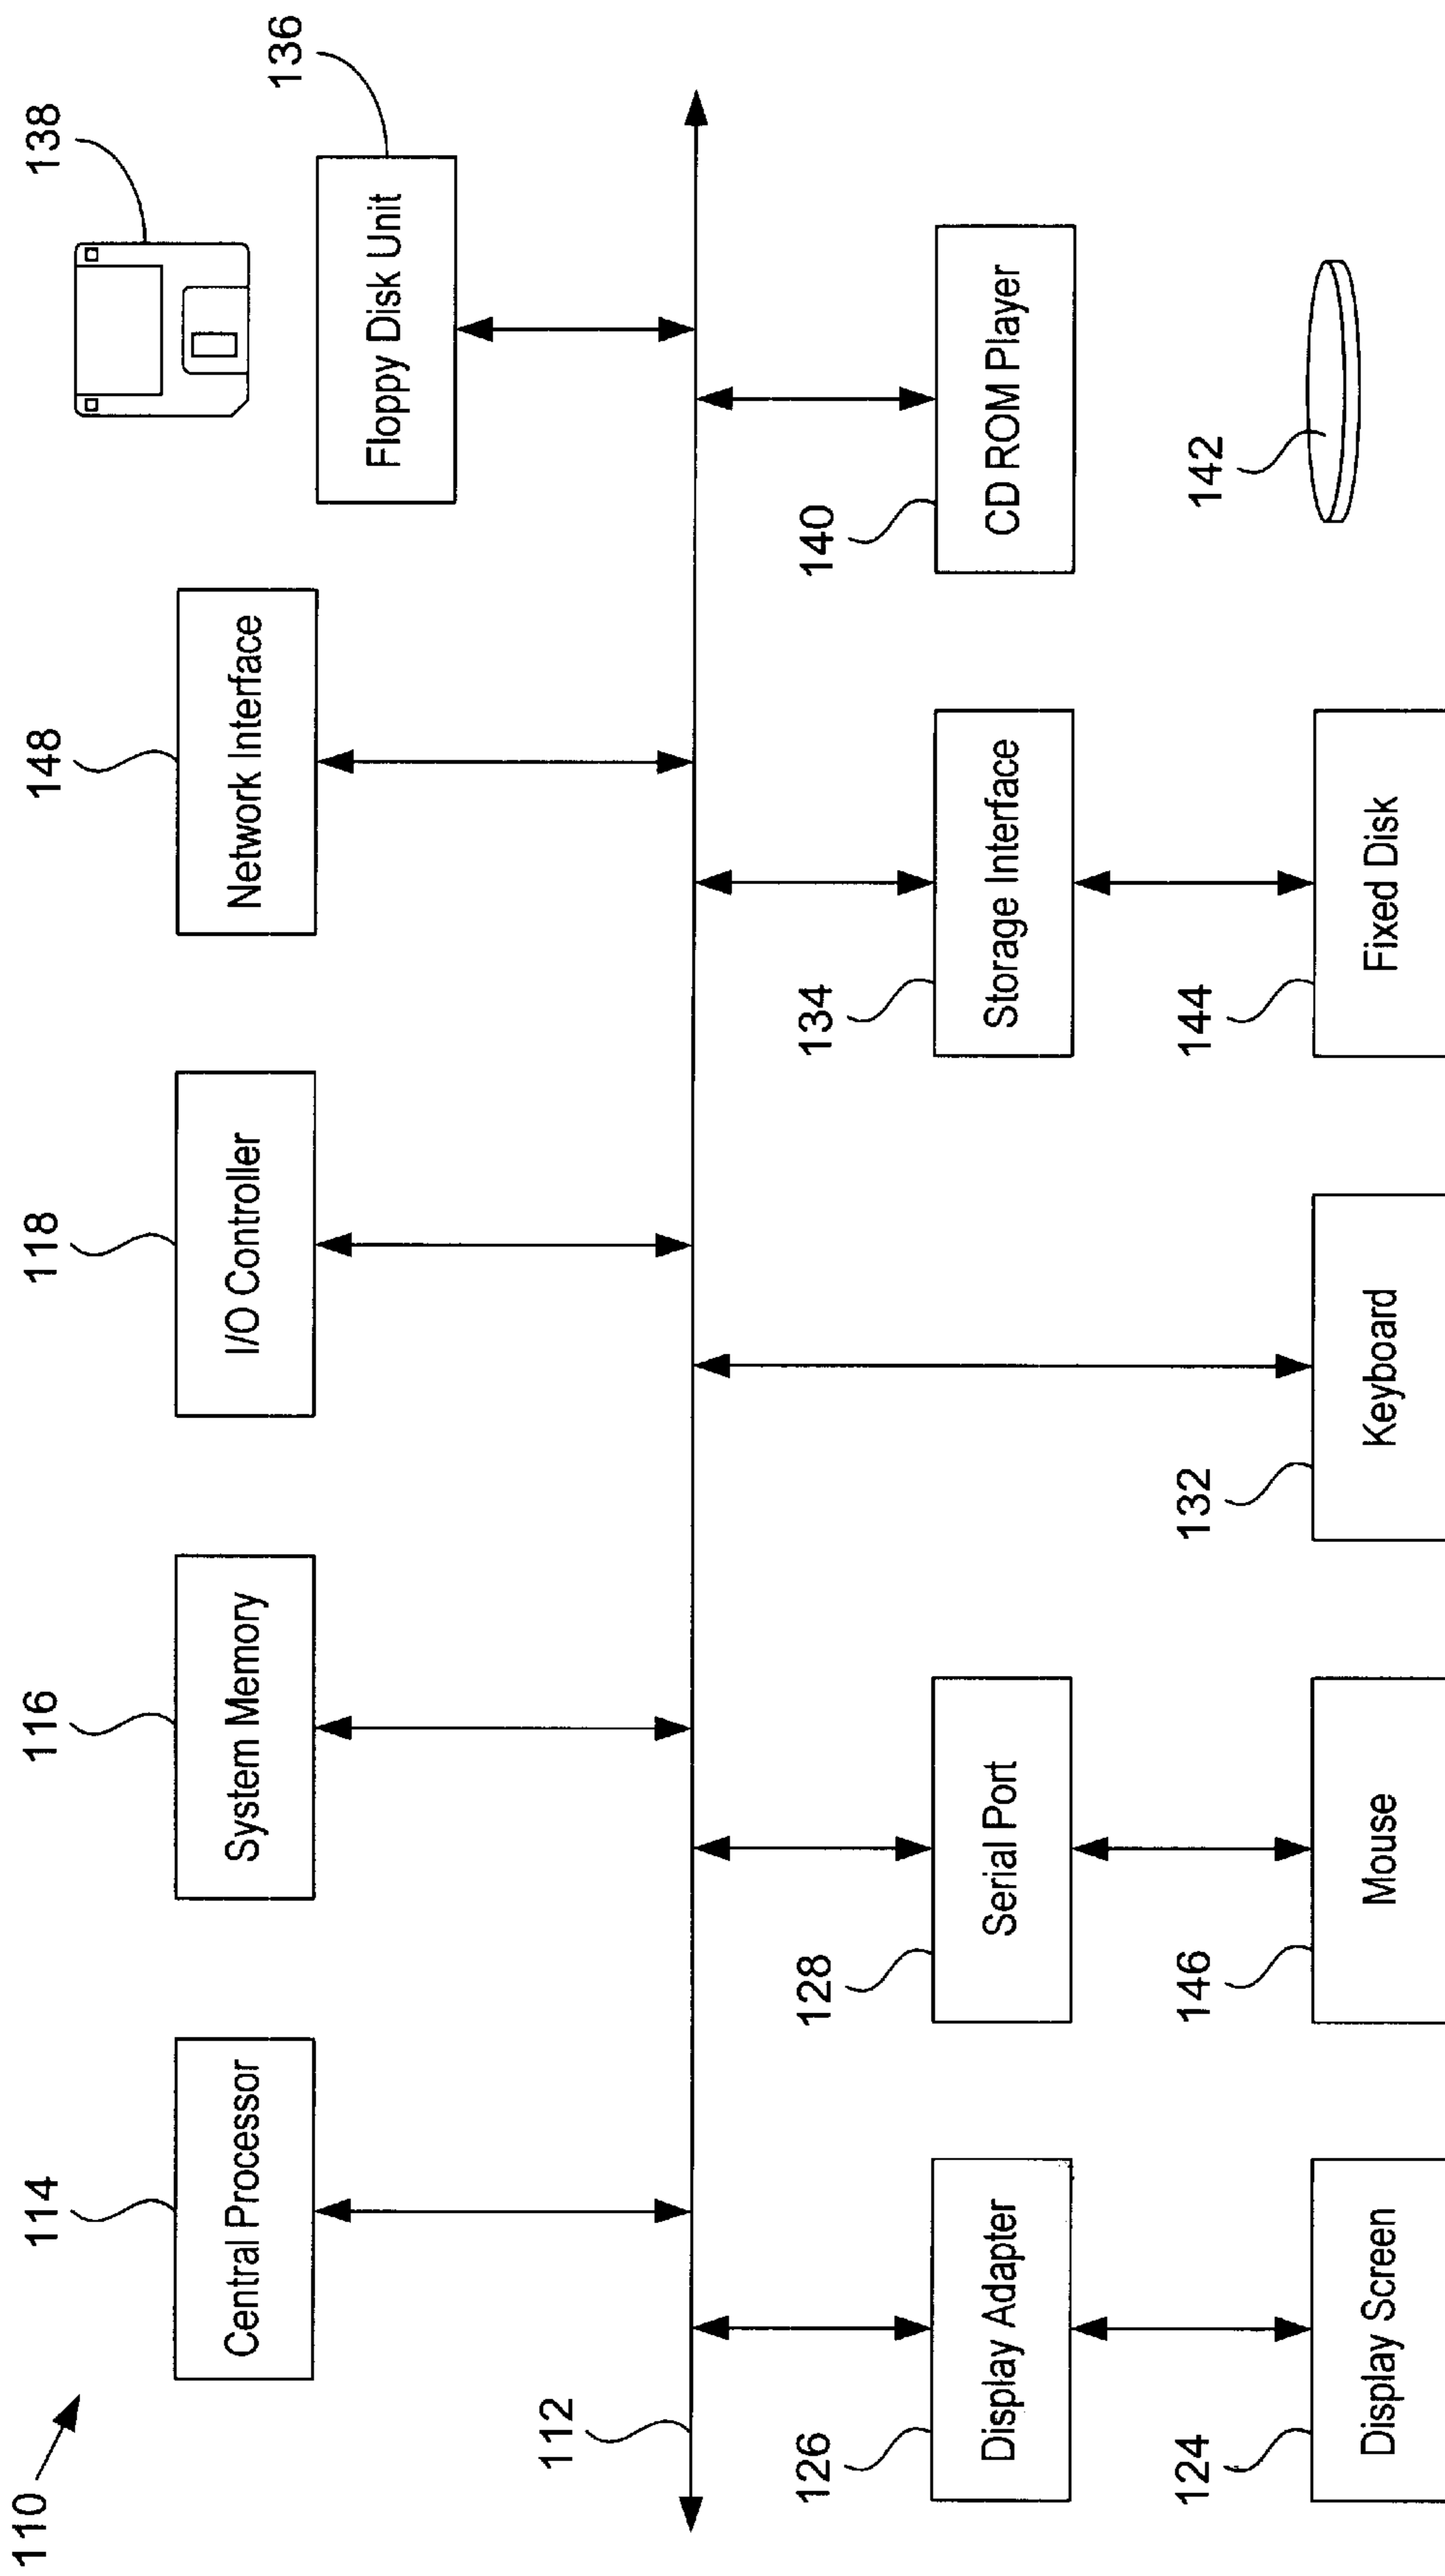 110
114
116
118
148
138
136
Central Processor
System Memory
I/O Controller
Network Interface
Floppy Disk Unit
112
126
128
134
140
Display Adapter
Serial Port
Storage Interface
CD ROM Player
124
146
132
144
142
Display Screen
Mouse
Keyboard
Fixed Disk